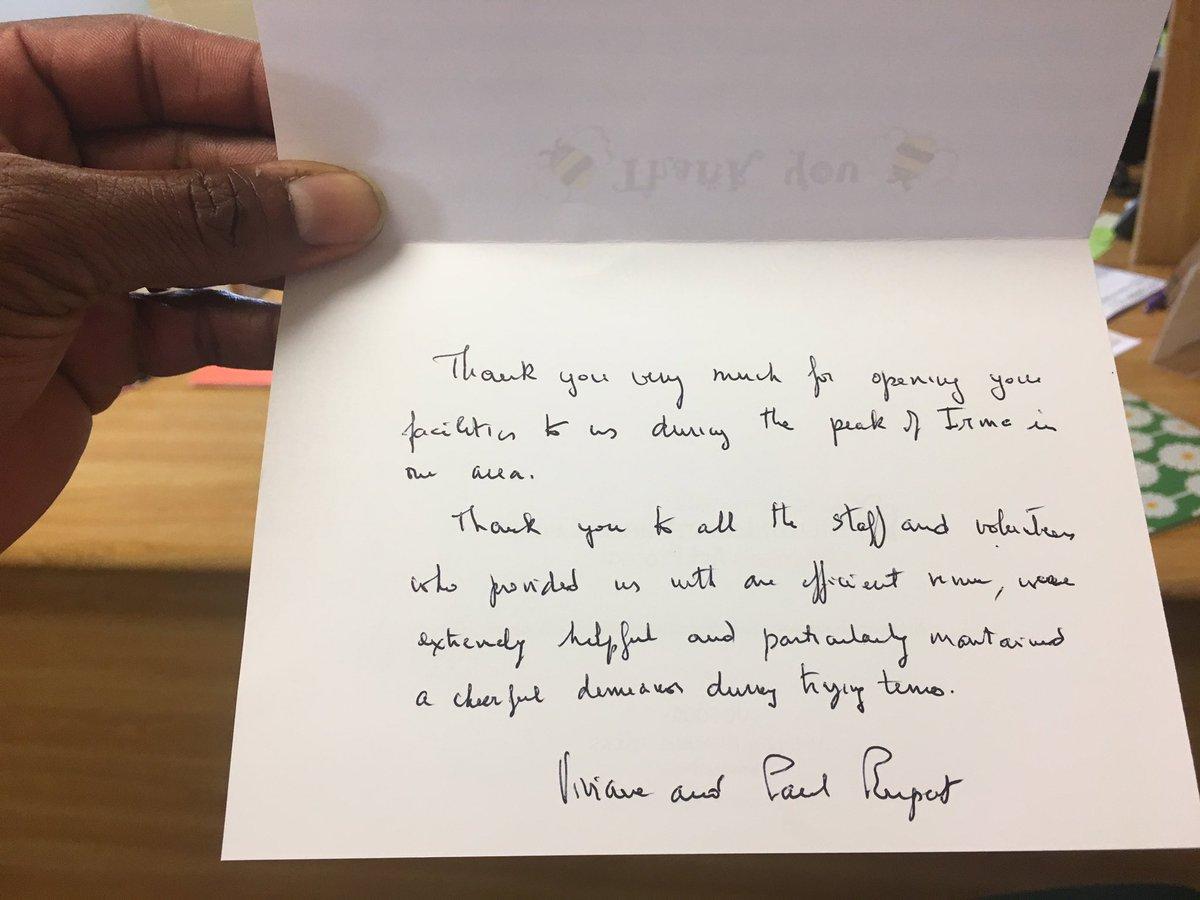 Thank you
Thank you very much for opening your
facilities to us during the peak of Irma in
our area.
Thank you to all the staff and volunteers
who provided us with an efficient venue, were
extremely helpful and particularly maintained
a cheerful demeanor during trying times.
Viviane and Paul Rupert